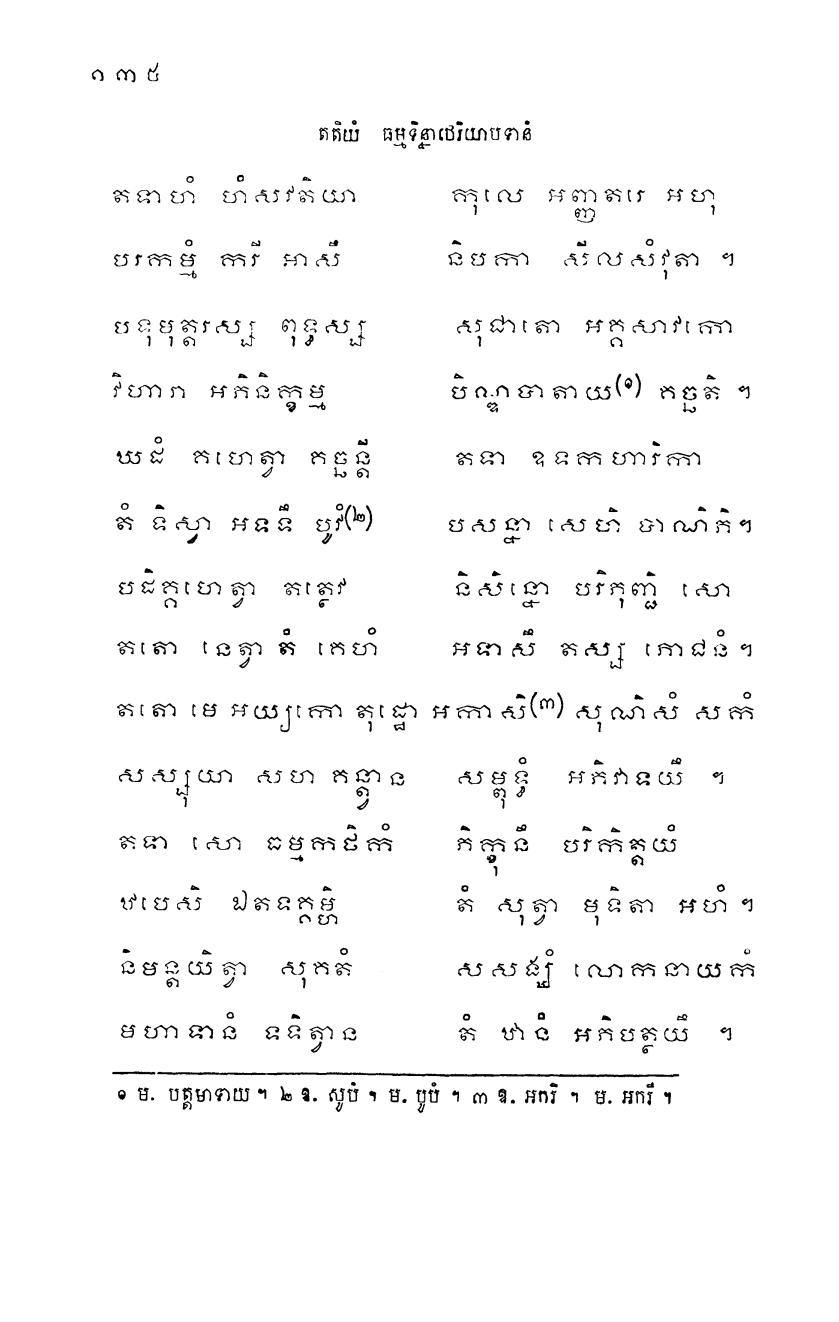 ១៣៥
តតិយំ ធម្មទិន្នាថេរិយាបទានំ
តទាហំ ហំសវតិយា កុលេ អញ្ញតរេ អហុ
បរកម្មំ ការី អាសឹ និបកា សីលសំវុតា ។
បទុមុត្តរស្ស ពុទ្ធស្ស សុជាតោ អគ្គសាវកោ
វិហារា អភិនិក្ខម្ម បិណ្ឌបាតាយ(១) គច្ឆតិ ។
ឃដំ គហេត្វា គច្ឆន្តី តទា ឧទកហារិកា
តំ ទិស្វា អទទឹ បូវំ(២) បសន្នា សេហិ បាណិភិ។
បដិគ្គហេត្វា តត្ថេវ និសិន្នោ បរិភុញ្ជិ សោ
តតោ នេត្វា តំ គេហំ អទាសឹ តស្ស ភោជនំ។
តតោ មេ អយ្យកោ តុដ្ឋោ អកាសិ(៣) សុណិសំ សកំ
សស្សុយា សហ គន្ត្វាន សម្ពុទ្ធំ អភិវាទយឹ ។
តទា សោ ធម្មកថិកំ ភិក្ខុនឹ បរិកិត្តយំ
ឋបេសិ ឯតទគ្គម្ហិ តំ សុត្វា មុទិតា អហំ។
និមន្តយិត្វា សុគតំ សសង្ឃំ លោកនាយកំ
មហាទានំ ទទិត្វាន តំ ឋានំ អភិបត្ថយឹ ។
១ ម. បត្តមាទាយ ។ ២ ឱ. សូបំ ។ ម. បូបំ ។ ៣ ឱ. អករិ ។ ម. អករី ។